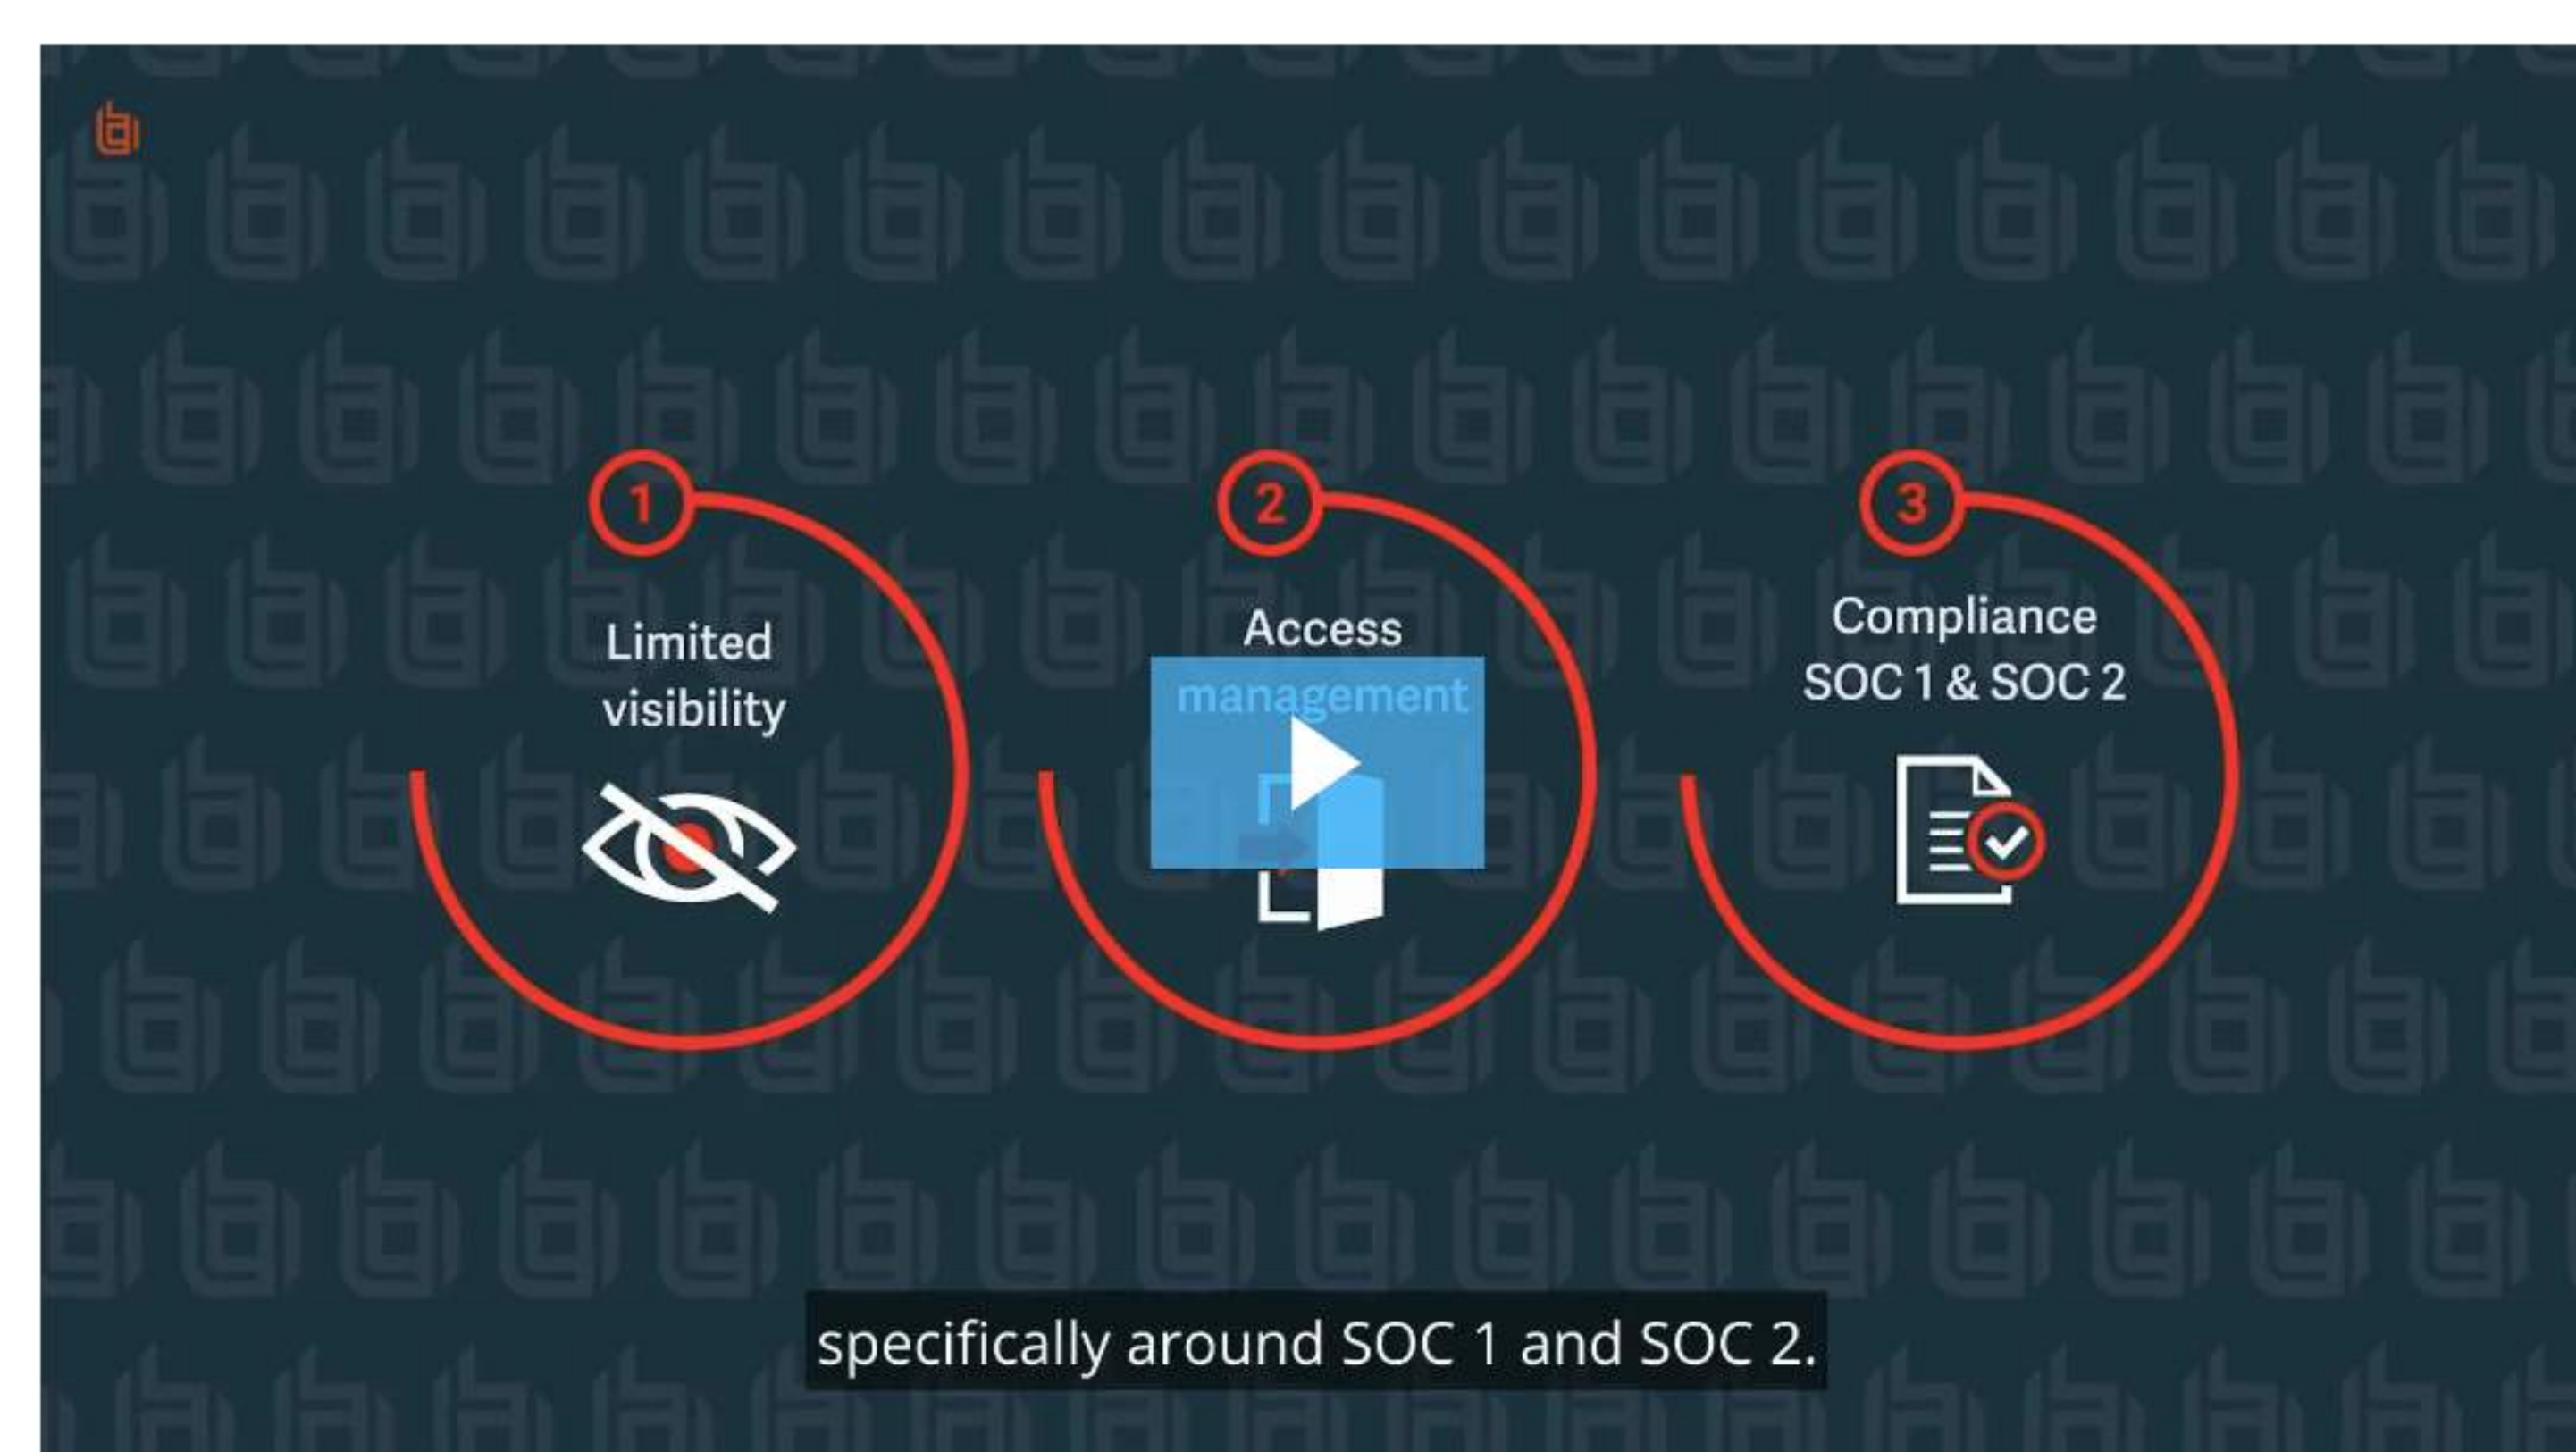 1
Limited
visibility
2
Access
management
3
Compliance
SOC 1 & SOC 2
specifically around SOC 1 and SOC 2.